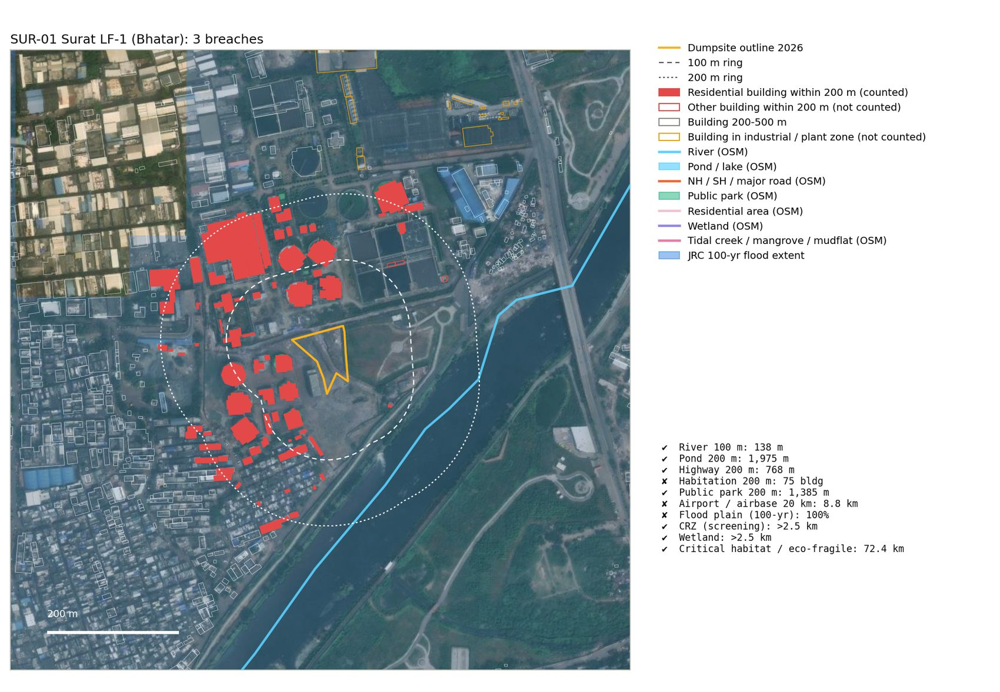 SUR-01 Surat LF-1 (Bhatar): 3 breaches
Dumpsite outline 2026
100 m ring
200 m ring
Residential building within 200 m (counted)
Other building within 200 m (not counted)
Building 200-500 m
Building in industrial / plant zone (not counted)
River (OSM)
Pond / lake (OSM)
NH / SH / major road (OSM)
Public park (OSM)
Residential area (OSM)
Wetland (OSM)
Tidal creek / mangrove / mudflat (OSM)
JRC 100-yr flood extent
✔ River 100 m: 138 m
✔ Pond 200 m: 1,975 m
✔ Highway 200 m: 768 m
✘ Habitation 200 m: 75 bldg
✔ Public park 200 m: 1,385 m
✘ Airport / airbase 20 km: 8.8 km
✘ Flood plain (100-yr): 100%
✔ CRZ (screening): >2.5 km
✔ Wetland: >2.5 km
✔ Critical habitat / eco-fragile: 72.4 km
200 m